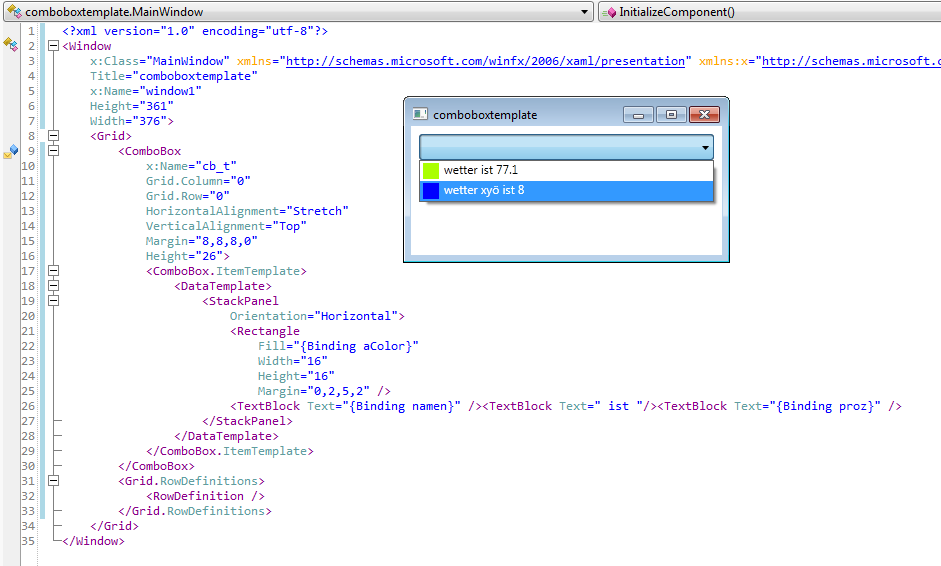 comboboxtemplate.MainWindow
InitializeComponent()
1 <?xml version="1.0" encoding="utf-8"?>
2 <Window
3 x:Class="MainWindow" xmlns="http://schemas.microsoft.com/winfx/2006/xaml/presentation" xmlns:x="http://schemas.microsoft.c
4 Title="comboboxtemplate"
5 x:Name="window1"
6 Height="361"
7 Width="376">
8 <Grid>
9 <ComboBox
10 x:Name="cb_t"
11 Grid.Column="0"
12 Grid.Row="0"
13 HorizontalAlignment="Stretch"
14 VerticalAlignment="Top"
15 Margin="8,8,8,0"
16 Height="26">
17 <ComboBox.ItemTemplate>
18 <DataTemplate>
19 <StackPanel
20 Orientation="Horizontal">
21 <Rectangle
22 Fill="{Binding aColor}"
23 Width="16"
24 Height="16"
25 Margin="0,2,5,2" />
26 <TextBlock Text="{Binding namen}" /><TextBlock Text=" ist "/><TextBlock Text="{Binding proz}" />
27 </StackPanel>
28 </DataTemplate>
29 </ComboBox.ItemTemplate>
30 </ComboBox>
31 <Grid.RowDefinitions>
32 <RowDefinition />
33 </Grid.RowDefinitions>
34 </Grid>
35 </Window>
comboboxtemplate
wetter ist 77.1
wetter xyö ist 8